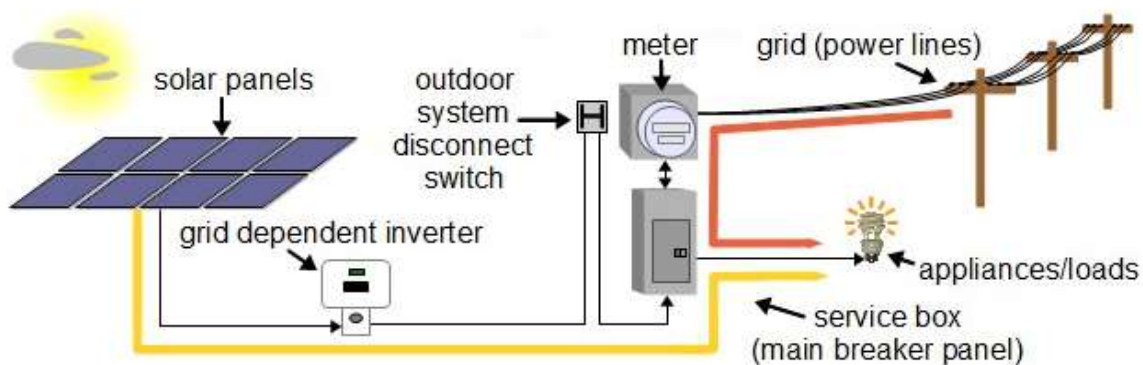 solar panels
outdoor
system
disconnect
switch
meter
grid (power lines)
grid dependent inverter
appliances/loads
service box
(main breaker panel)